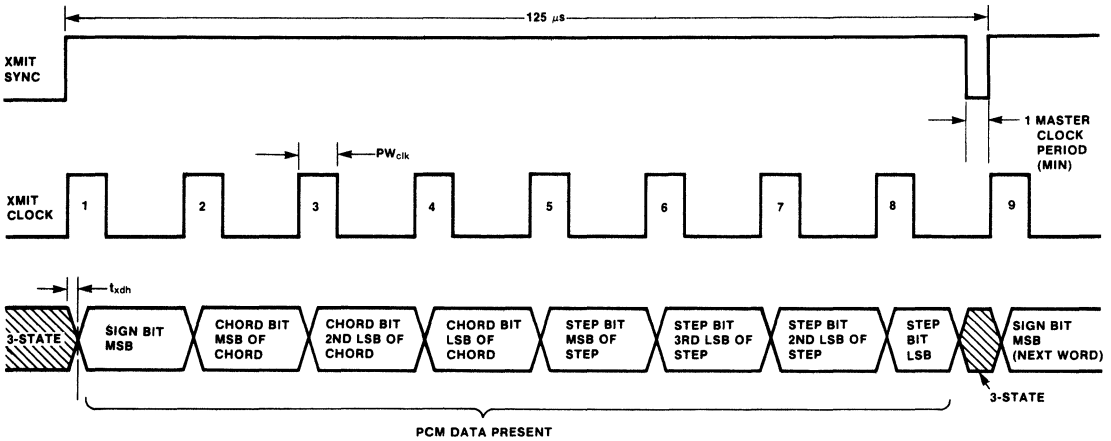 125 μs
XMIT
SYNC
1 MASTER
CLOCK
PERIOD
(MIN)
PWclk
XMIT
CLOCK
1
2
3
4
5
6
7
8
9
txdh
3-STATE
SIGN BIT
MSB
CHORD BIT
MSB OF
CHORD
CHORD BIT
2ND LSB OF
CHORD
CHORD BIT
LSB OF
CHORD
STEP BIT
MSB OF
STEP
STEP BIT
3RD LSB OF
STEP
STEP BIT
2ND LSB OF
STEP
STEP
BIT
LSB
SIGN BIT
MSB
(NEXT WORD)
3-STATE
PCM DATA PRESENT